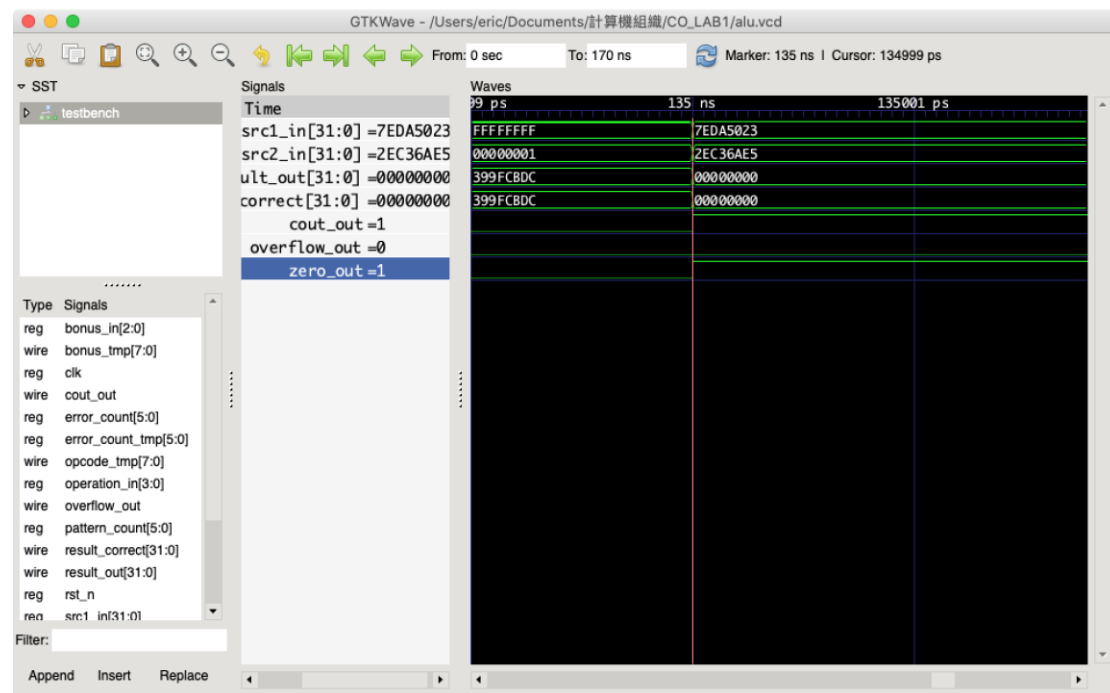 GTKWave - /Users/eric/Documents/計算機組織/CO_LAB1/alu.vcd
From: 0 sec To: 170 ns Marker: 135 ns | Cursor: 134999 ps
SST
testbench
Type Signals
reg bonus_in[2:0]
wire bonus_tmp[7:0]
reg clk
wire cout_out
reg error_count[5:0]
reg error_count_tmp[5:0]
wire opcode_tmp[7:0]
reg operation_in[3:0]
wire overflow_out
reg pattern_count[5:0]
wire result_correct[31:0]
wire result_out[31:0]
reg rst_n
reg src1_in[31:0]
Filter:
Append Insert Replace
Signals
Time
src1_in[31:0] =7EDA5023
src2_in[31:0] =2EC36AE5
ult_out[31:0] =00000000
correct[31:0] =00000000
cout_out =1
overflow_out =0
zero_out =1
Waves
99 ps 135 ns 135001 ps
FFFFFFFF 7EDA5023
00000001 2EC36AE5
399FCBDC 00000000
399FCBDC 00000000